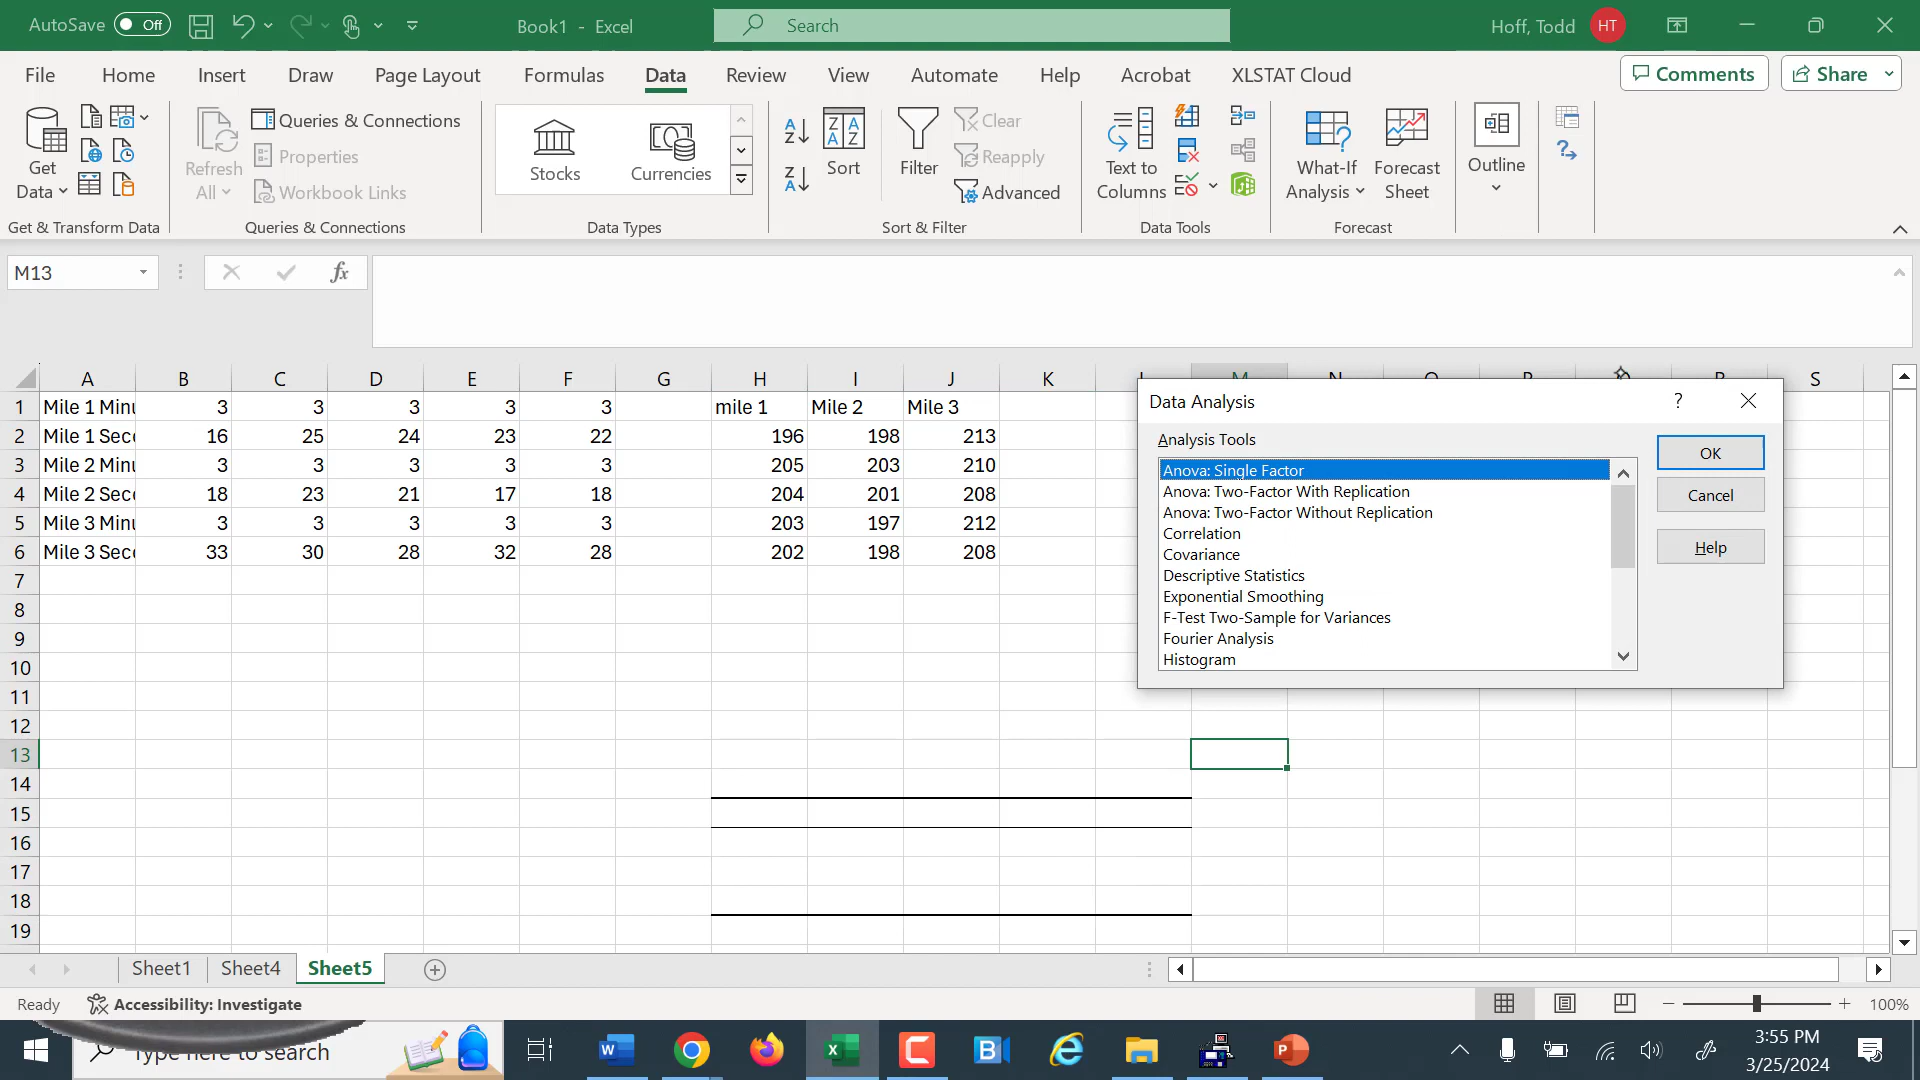 AutoSave Off Book1 - Excel Search Hoff, Todd HT
File Home Insert Draw Page Layout Formulas Data Review View Automate Help Acrobat XLSTAT Cloud Comments Share
Get Data
Refresh All
Queries & Connections
Properties
Workbook Links
Stocks Currencies
Sort
Filter
Clear
Reapply
Advanced
Text to Columns
What-If Analysis
Forecast Sheet
Outline
Get & Transform Data Queries & Connections Data Types Sort & Filter Data Tools Forecast
M13 fx
A B C D E F G H I J K L M N O P Q R S
1 Mile 1 Minu 3 3 3 3 3 mile 1 Mile 2 Mile 3
2 Mile 1 Seco 16 25 24 23 22 196 198 213
3 Mile 2 Minu 3 3 3 3 3 205 203 210
4 Mile 2 Seco 18 23 21 17 18 204 201 208
5 Mile 3 Minu 3 3 3 3 3 203 197 212
6 Mile 3 Seco 33 30 28 32 28 202 198 208
7
8
9
10
11
12
13
14
15
16
17
18
19
Data Analysis ?
Analysis Tools
Anova: Single Factor
Anova: Two-Factor With Replication
Anova: Two-Factor Without Replication
Correlation
Covariance
Descriptive Statistics
Exponential Smoothing
F-Test Two-Sample for Variances
Fourier Analysis
Histogram
OK
Cancel
Help
Sheet1 Sheet4 Sheet5
Ready Accessibility: Investigate 100%
Type here to search
3:55 PM
3/25/2024